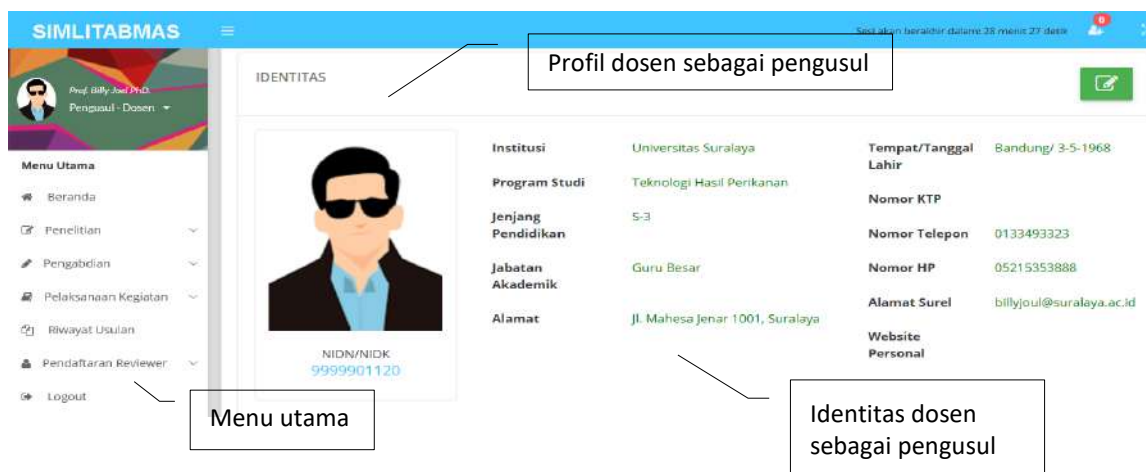 SIMLITABMAS
Sesi akan berakhir dalam 28 menit 27 detik
0
Prof. Billy Joel PhD.
Pengusul - Dosen
Menu Utama
Beranda
Penelitian
Pengabdian
Pelaksanaan Kegiatan
Riwayat Usulan
Pendaftaran Reviewer
Logout
Menu utama
IDENTITAS
Profil dosen sebagai pengusul
NIDN/NIDK
9999901120
Institusi Universitas Suralaya
Program Studi Teknologi Hasil Perikanan
Jenjang Pendidikan S-3
Jabatan Akademik Guru Besar
Alamat Jl. Mahesa Jenar 1001, Suralaya
Tempat/Tanggal Lahir Bandung/ 3-5-1968
Nomor KTP
Nomor Telepon 0133493323
Nomor HP 05215353888
Alamat Surel billyjoul@suralaya.ac.id
Website Personal
Identitas dosen
sebagai pengusul